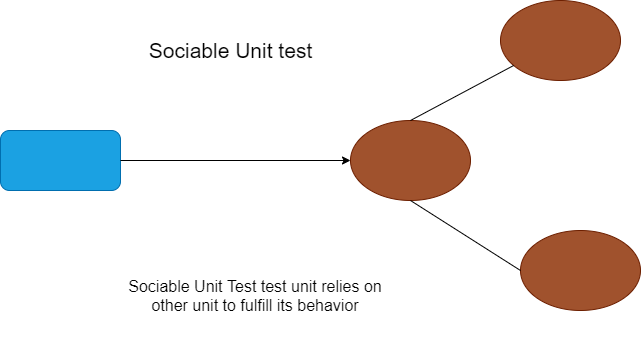 Sociable Unit test
Sociable Unit Test test unit relies on
other unit to fulfill its behavior